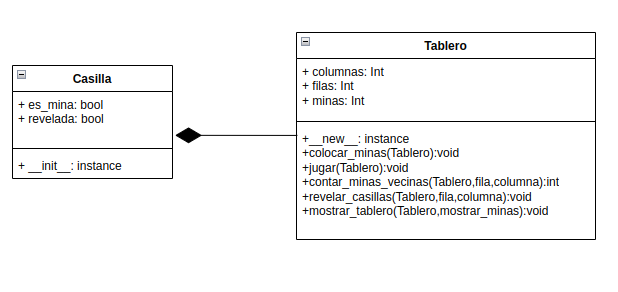 Casilla
+ es_mina: bool
+ revelada: bool
+ __init__: instance
Tablero
+ columnas: Int
+ filas: Int
+ minas: Int
+__new__: instance
+colocar_minas(Tablero):void
+jugar(Tablero):void
+contar_minas_vecinas(Tablero,fila,columna):int
+revelar_casillas(Tablero,fila,columna):void
+mostrar_tablero(Tablero,mostrar_minas):void